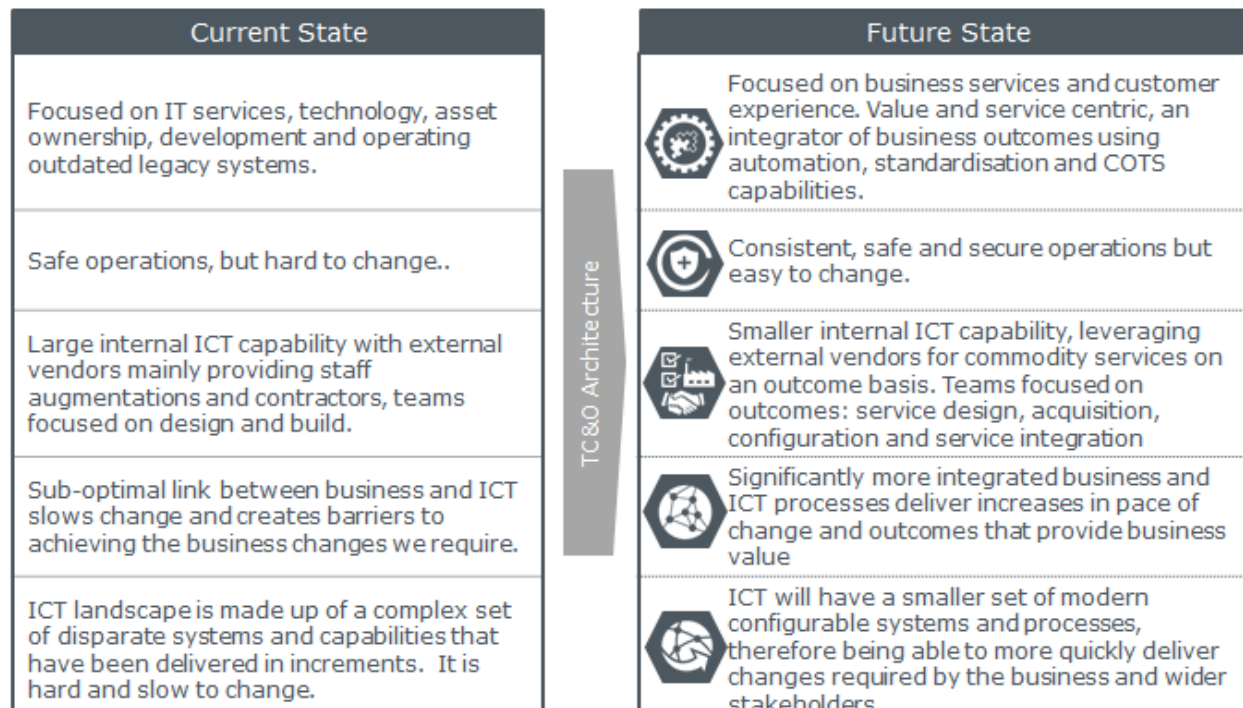 Current State
Focused on IT services, technology, asset
ownership, development and operating
outdated legacy systems.
Safe operations, but hard to change..
Large internal ICT capability with external
vendors mainly providing staff
augmentations and contractors, teams
focused on design and build.
Sub-optimal link between business and ICT
slows change and creates barriers to
achieving the business changes we require.
ICT landscape is made up of a complex set
of disparate systems and capabilities that
have been delivered in increments. It is
hard and slow to change.
TC&O Architecture
Future State
Focused on business services and customer
experience. Value and service centric, an
integrator of business outcomes using
automation, standardisation and COTS
capabilities.
Consistent, safe and secure operations but
easy to change.
Smaller internal ICT capability, leveraging
external vendors for commodity services on
an outcome basis. Teams focused on
outcomes: service design, acquisition,
configuration and service integration
Significantly more integrated business and
ICT processes deliver increases in pace of
change and outcomes that provide business
value
ICT will have a smaller set of modern
configurable systems and processes,
therefore being able to more quickly deliver
changes required by the business and wider
stakeholders